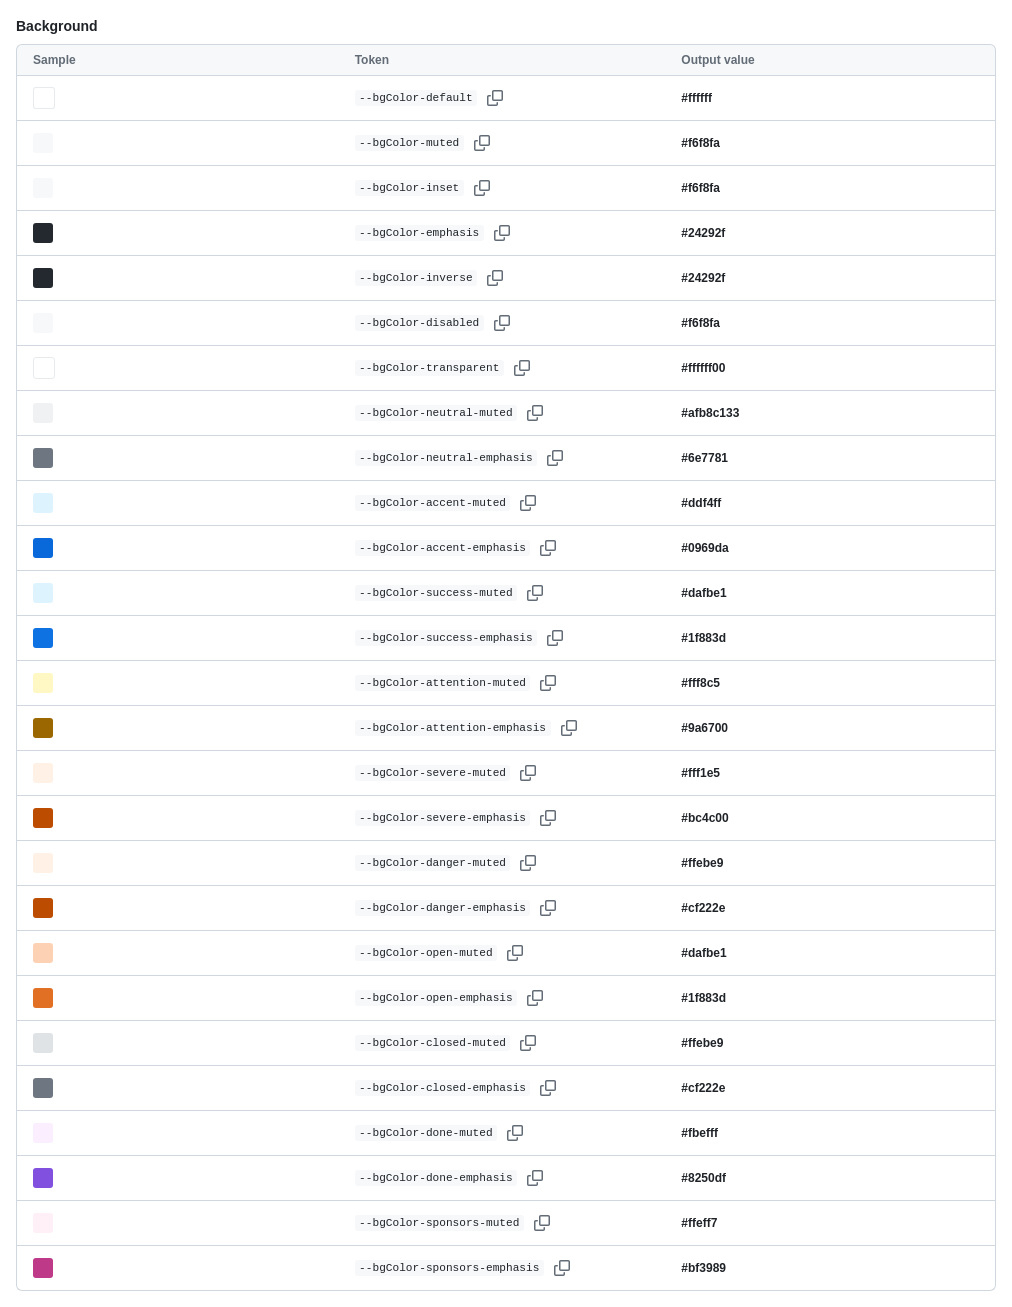 Background
Sample Token Output value
--bgColor-default #ffffff
--bgColor-muted #f6f8fa
--bgColor-inset #f6f8fa
--bgColor-emphasis #24292f
--bgColor-inverse #24292f
--bgColor-disabled #f6f8fa
--bgColor-transparent #ffffff00
--bgColor-neutral-muted #afb8c133
--bgColor-neutral-emphasis #6e7781
--bgColor-accent-muted #ddf4ff
--bgColor-accent-emphasis #0969da
--bgColor-success-muted #dafbe1
--bgColor-success-emphasis #1f883d
--bgColor-attention-muted #fff8c5
--bgColor-attention-emphasis #9a6700
--bgColor-severe-muted #fff1e5
--bgColor-severe-emphasis #bc4c00
--bgColor-danger-muted #ffebe9
--bgColor-danger-emphasis #cf222e
--bgColor-open-muted #dafbe1
--bgColor-open-emphasis #1f883d
--bgColor-closed-muted #ffebe9
--bgColor-closed-emphasis #cf222e
--bgColor-done-muted #fbefff
--bgColor-done-emphasis #8250df
--bgColor-sponsors-muted #ffeff7
--bgColor-sponsors-emphasis #bf3989